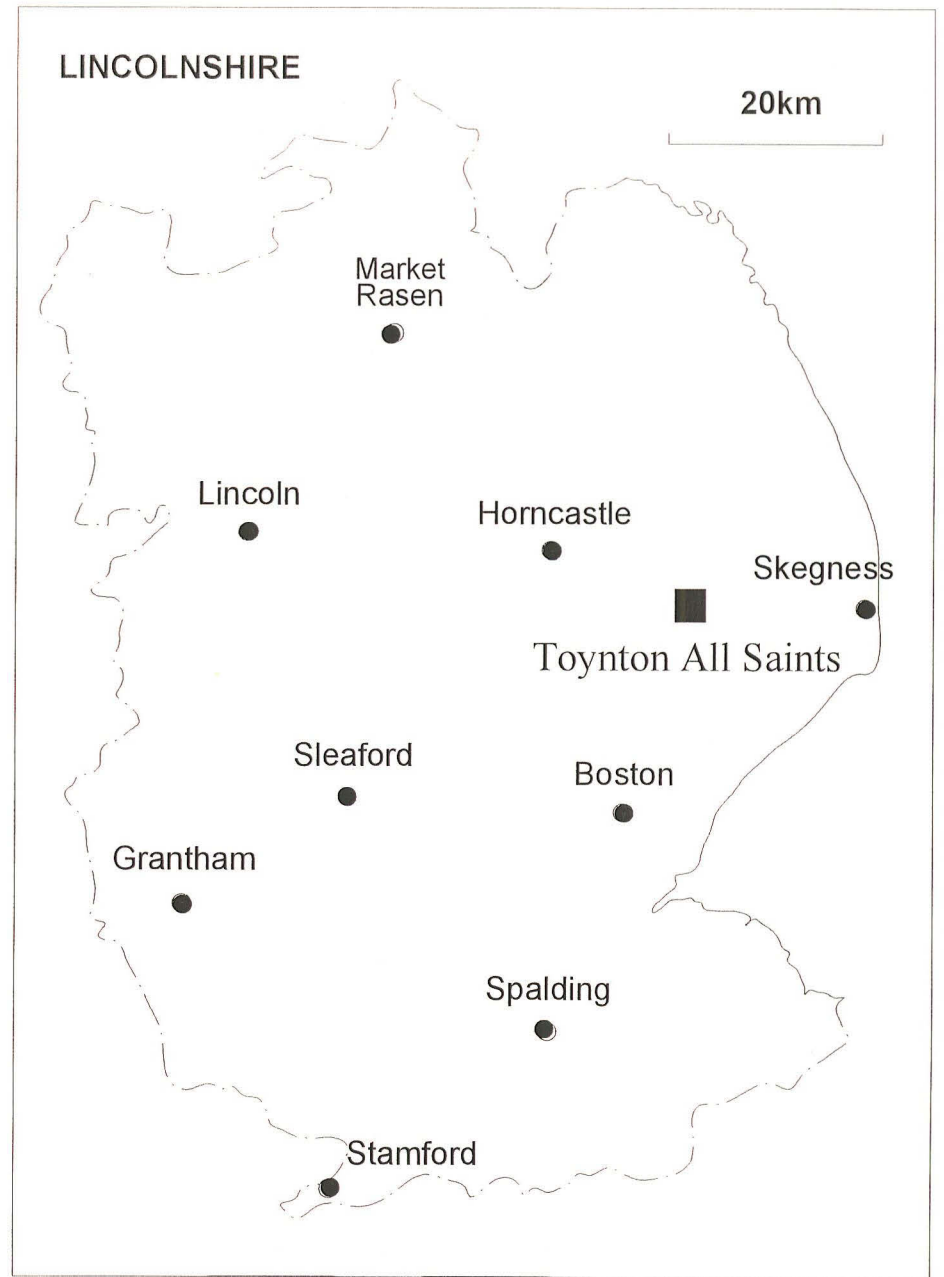 LINCOLNSHIRE
20km
Market
Rasen
Lincoln
Horncastle
Skegness
Toynton All Saints
Sleaford
Boston
Grantham
Spalding
Stamford